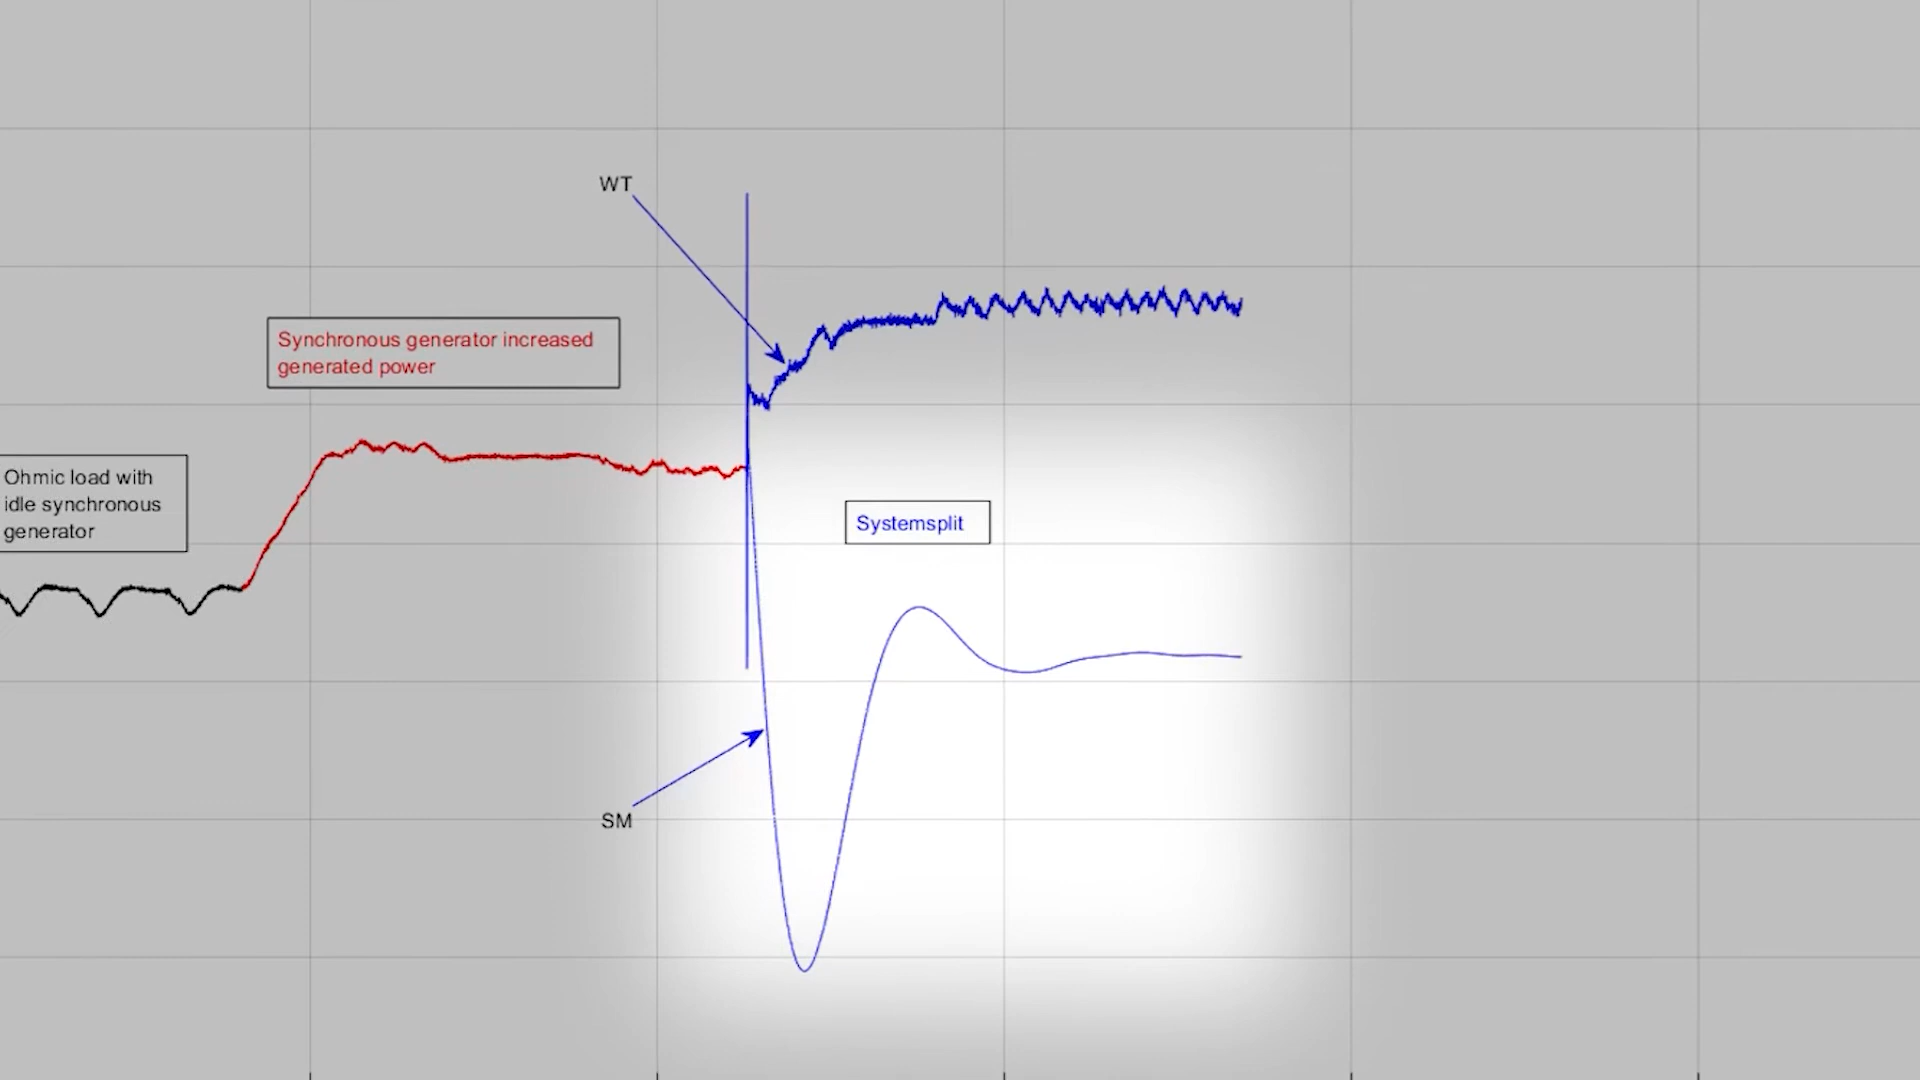 WT
Synchronous generator increased
generated power
Ohmic load with
idle synchronous
generator
Systemsplit
SM